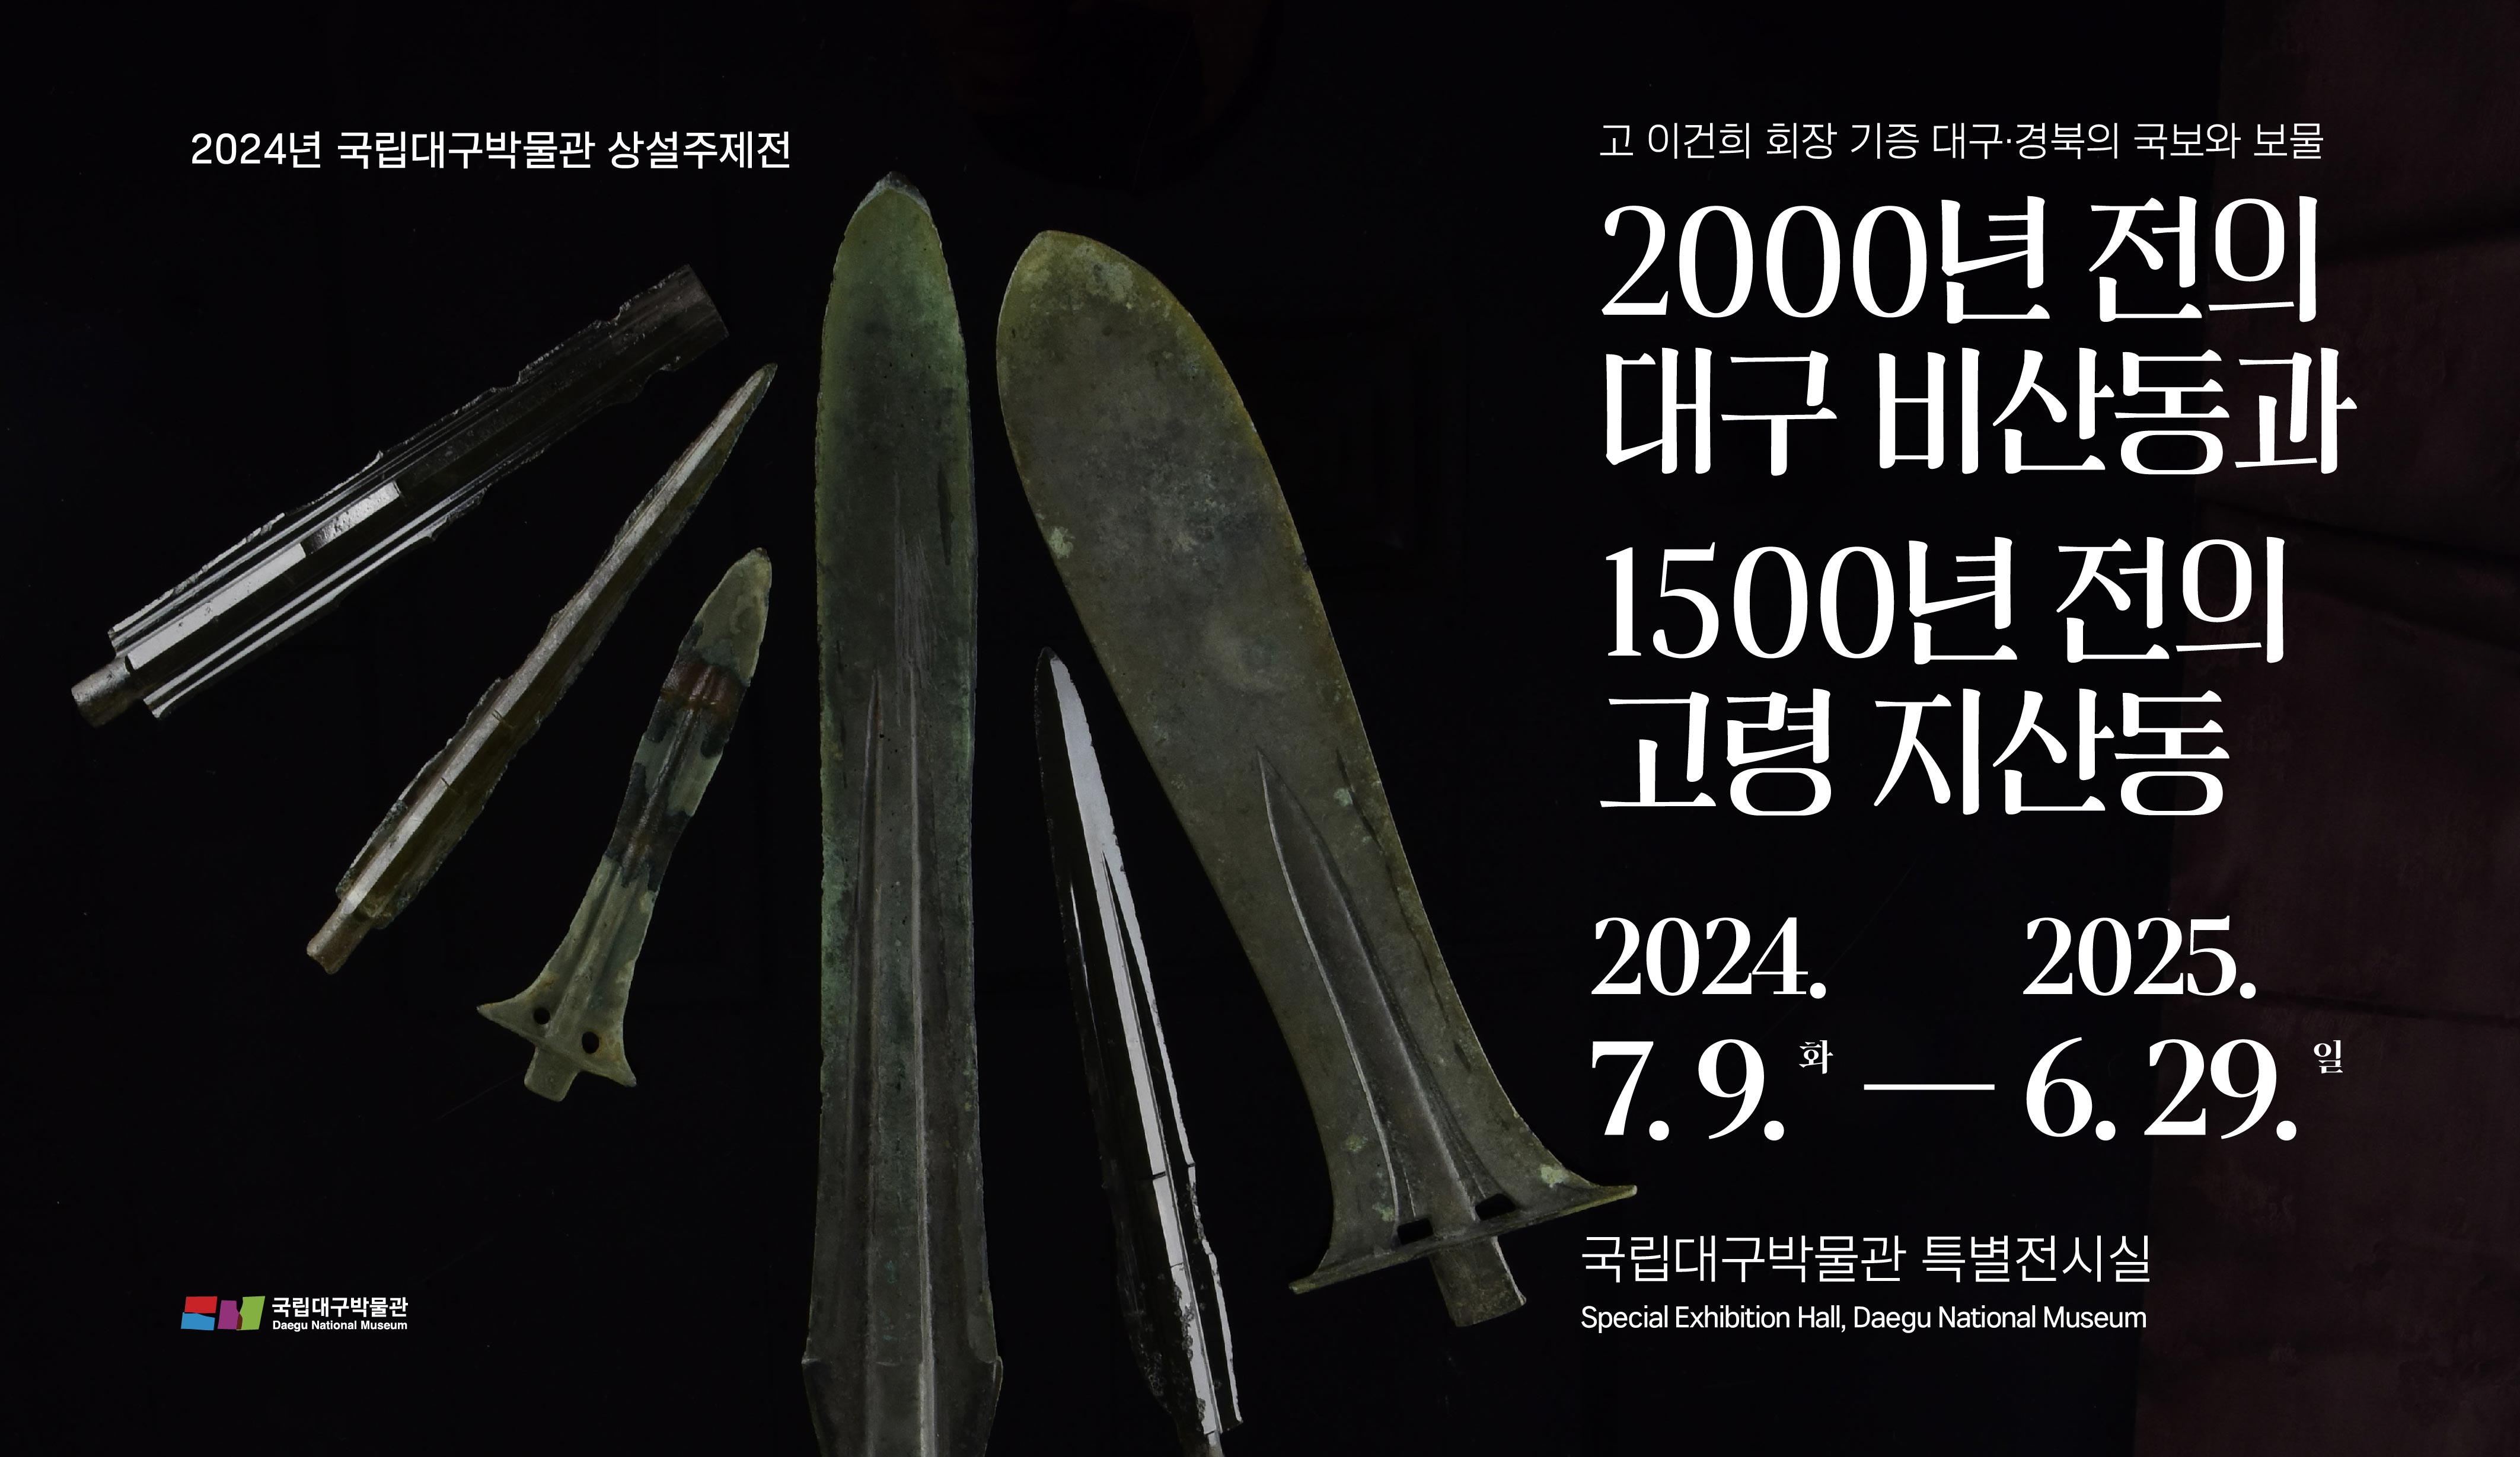 2024년 국립대구박물관 상설주제전
고 이건희 회장 기증 대구·경북의 국보와 보물
2000년 전의
대구 비산동과
1500년 전의
고령 지산동
2024. 2025.
7. 9. 화 — 6. 29. 일
국립대구박물관 특별전시실
Special Exhibition Hall, Daegu National Museum
국립대구박물관
Daegu National Museum